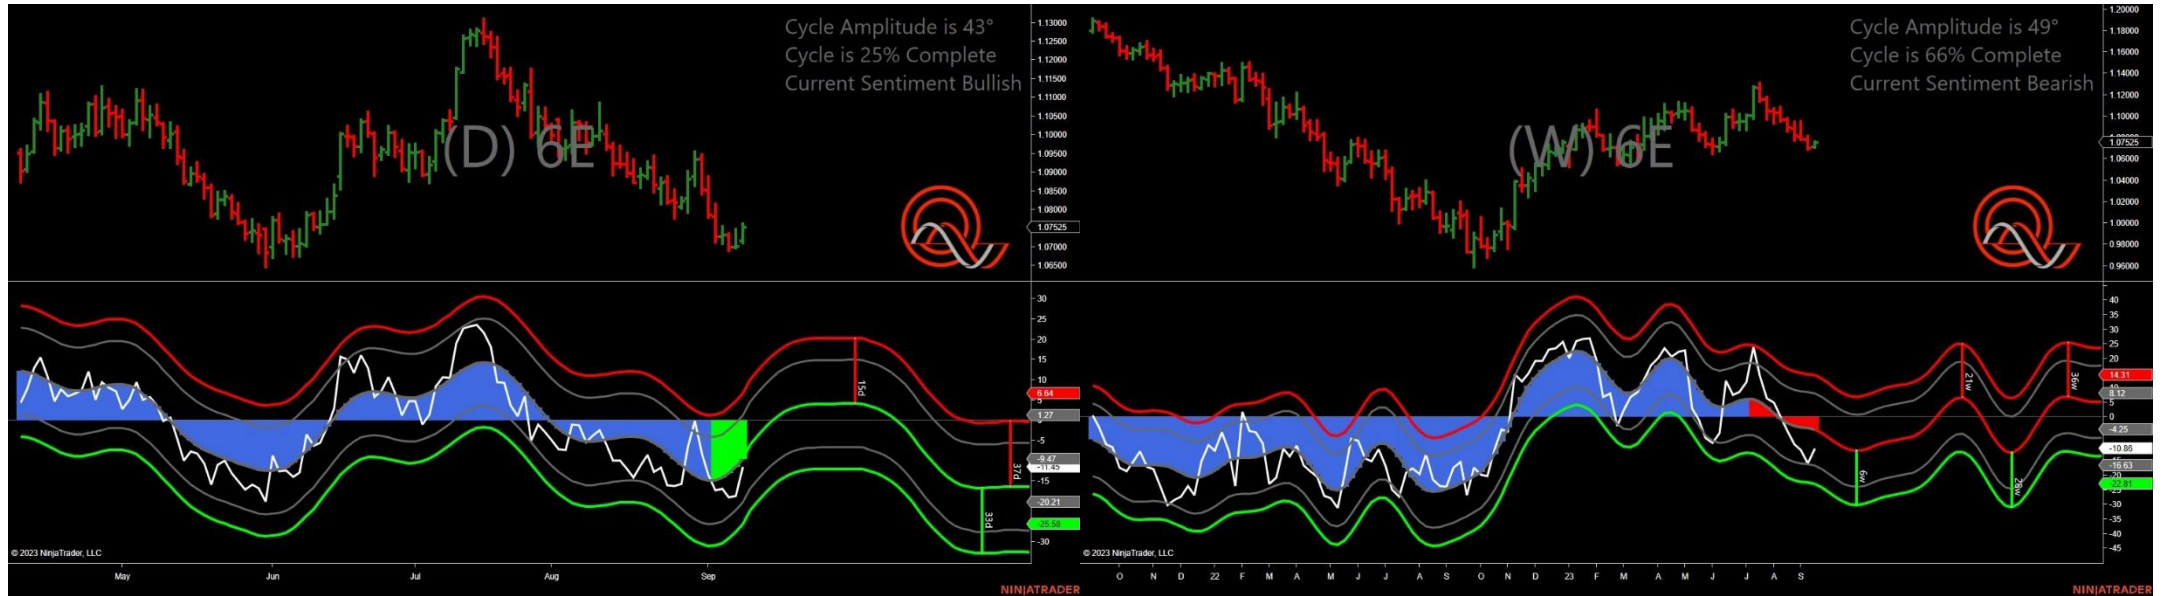 Cycle Amplitude is 43°
Cycle is 25% Complete
Current Sentiment Bullish
(D) 6E
1.13000
1.12500
1.12000
1.11500
1.11000
1.10500
1.10000
1.09500
1.09000
1.08500
1.08000
1.07525
1.07000
1.06500
30
25
20
15
10
6.64
5
1.27
-5
-9.47
-11.45
-15
-20.21
-25.58
-30
15d
33d
37d
© 2023 NinjaTrader, LLC
May
Jun
Jul
Aug
Sep
NINJATRADER
Cycle Amplitude is 49°
Cycle is 66% Complete
Current Sentiment Bearish
(W) 6E
1.20000
1.18000
1.16000
1.14000
1.12000
1.10000
1.07525
1.06000
1.04000
1.02000
1.00000
0.98000
0.96000
40
35
30
25
20
14.31
8.12
5
0
-4.25
-10.86
-16.63
-20
-22.81
-30
-35
-40
-45
6w
21w
28w
36w
© 2023 NinjaTrader, LLC
O
N
D
22
F
M
A
M
J
J
A
S
O
N
D
23
F
M
A
M
J
J
A
S
NINJATRADER